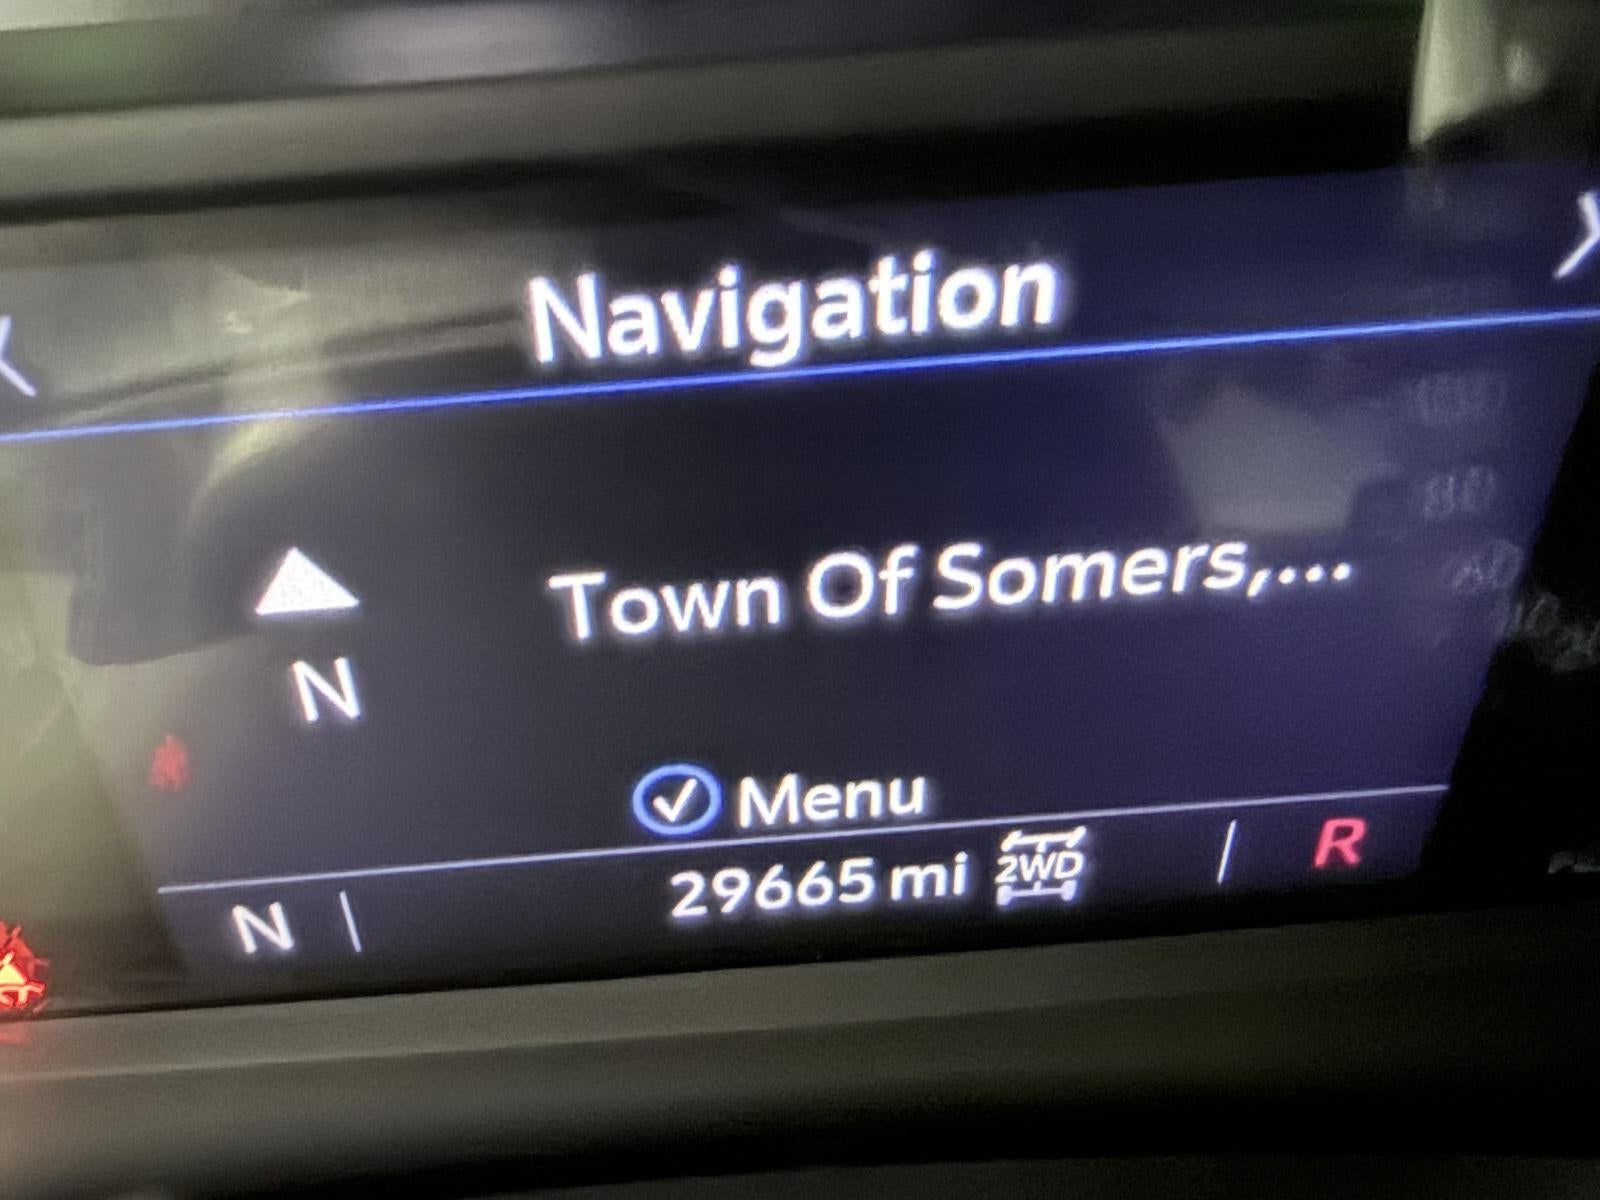 Navigation
Town Of Somers,...
N
Menu
29665 mi 2WD
N R